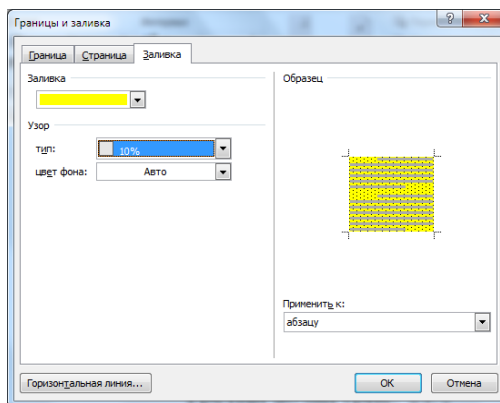 Границы и заливка
Граница Страница Заливка
Заливка
Узор
тип: 10%
цвет фона: Авто
Образец
Применить к:
абзацу
Горизонтальная линия... ОК Отмена